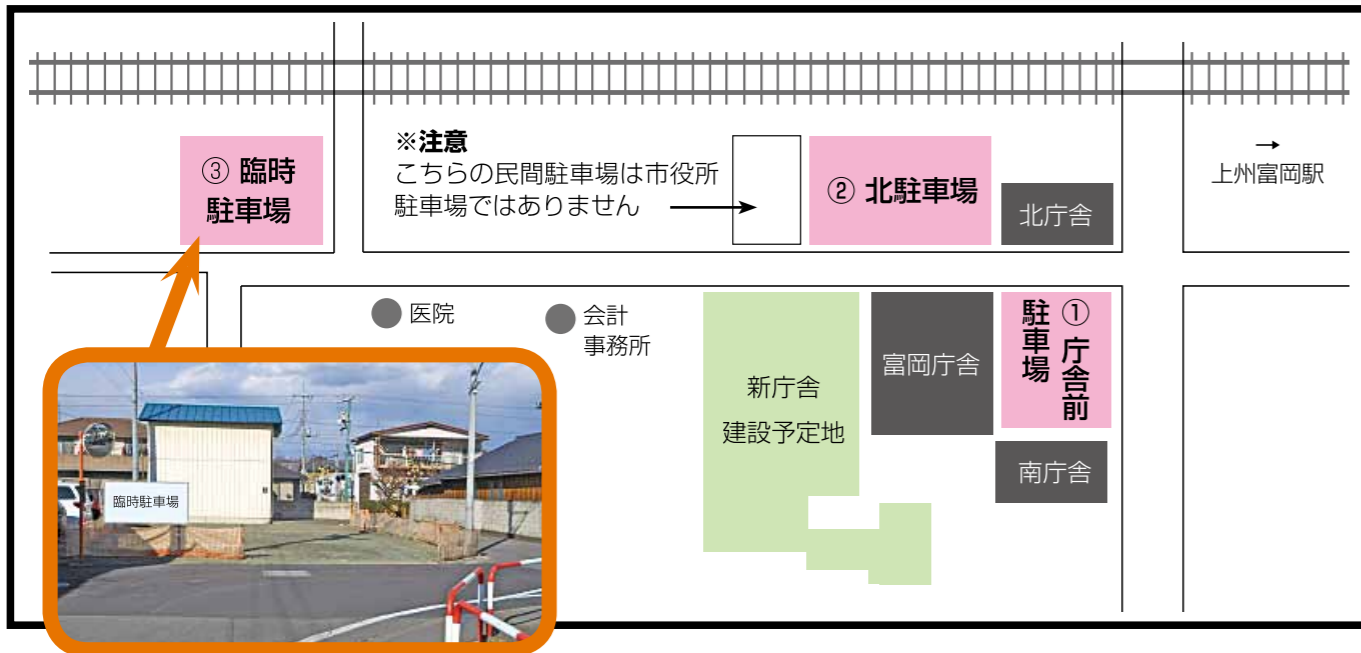 ※注意
こちらの民間駐車場は市役所
駐車場ではありません
③ 臨時
駐車場
② 北駐車場
北庁舎
→
上州富岡駅
医院
会計
事務所
新庁舎
建設予定地
富岡庁舎
① 庁舎前
駐車場
南庁舎
臨時駐車場